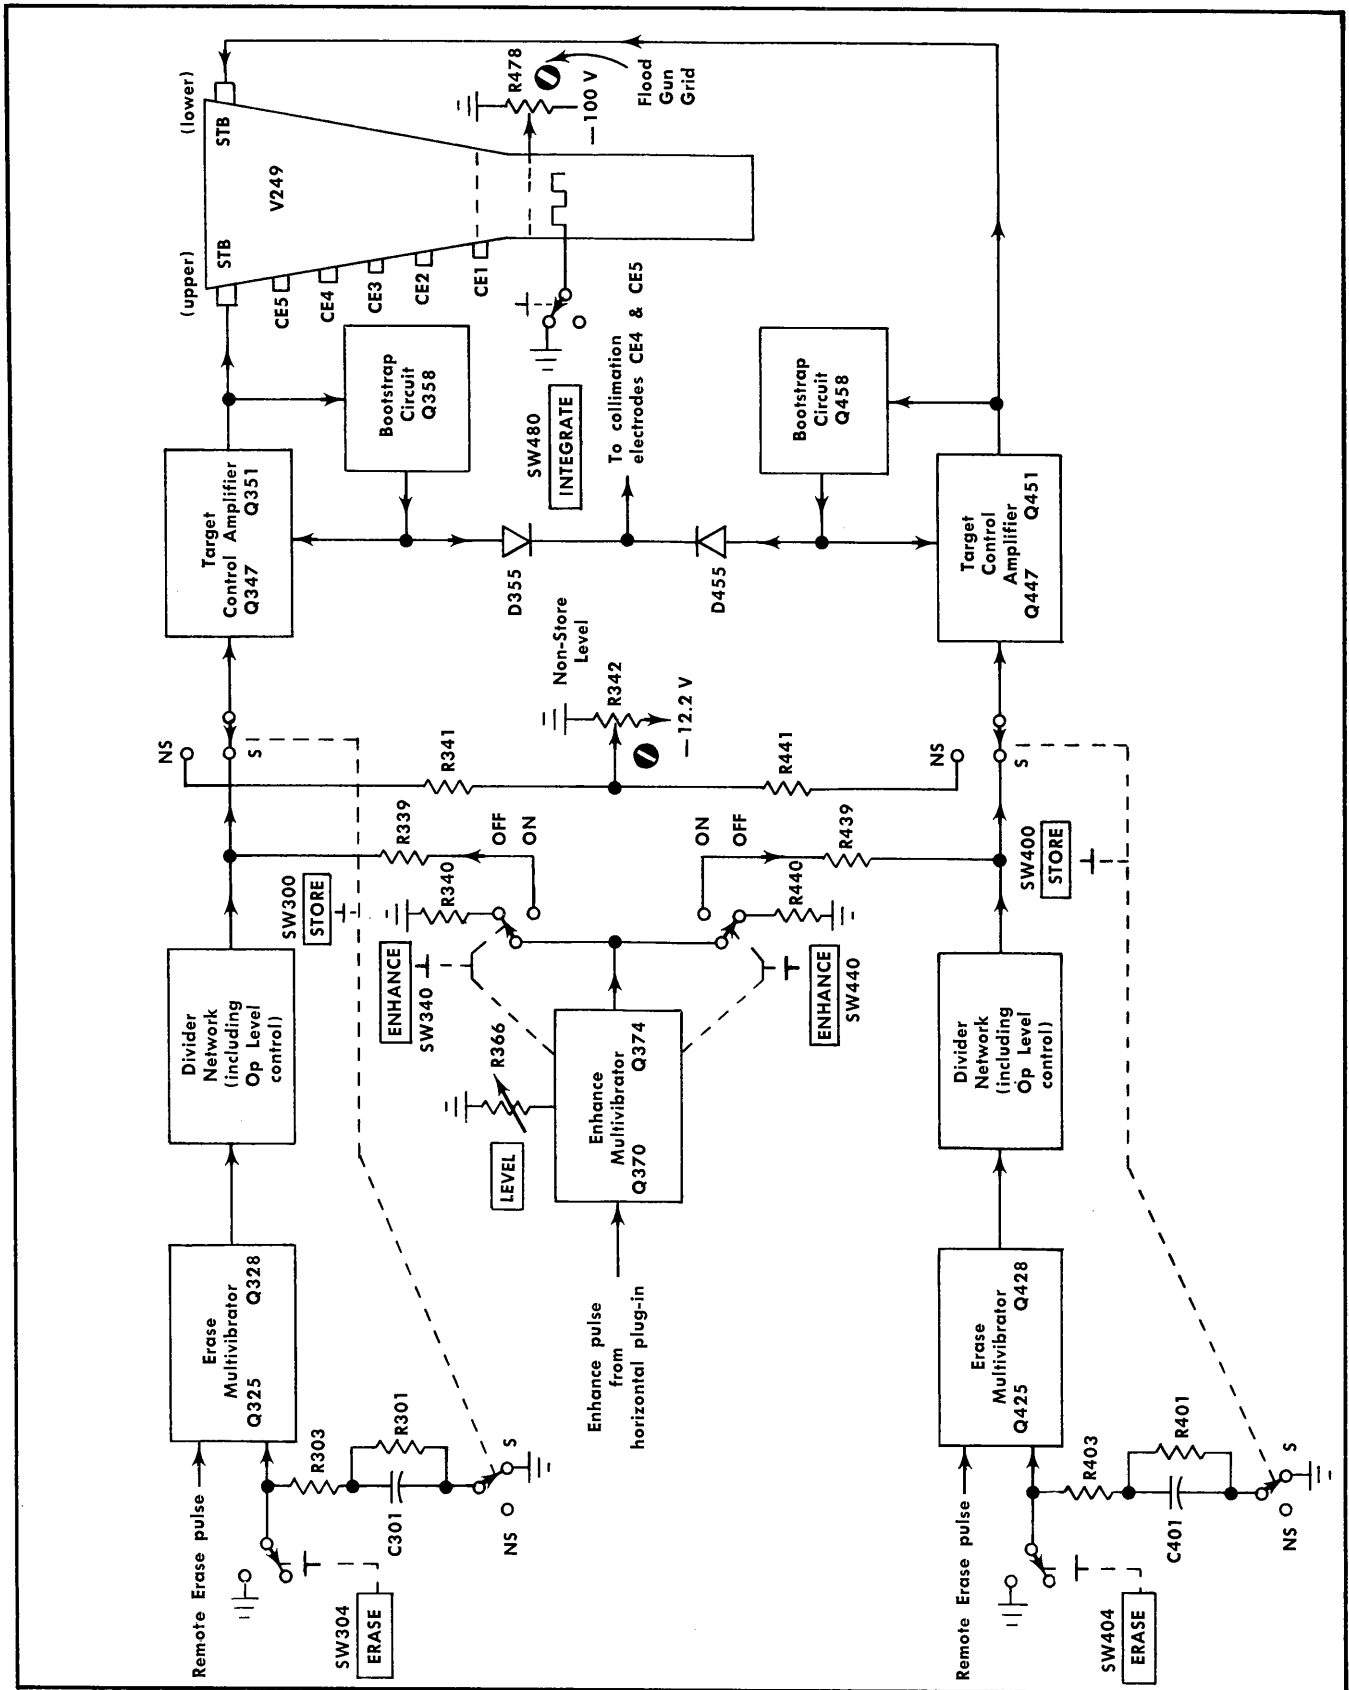 Remote Erase pulse
SW304
ERASE
R303
C301
R301
NS
S
Erase
Multivibrator
Q325 Q328
Divider
Network
(including
Op Level
control)
SW300
STORE
NS
S
Target
Control Amplifier
Q347 Q351
Bootstrap
Circuit
Q358
(upper)
(lower)
STB
STB
V249
CE5
CE4
CE3
CE2
CE1
R478
—100 V
Flood
Gun
Grid
SW480
INTEGRATE
To collimation
electrodes CE4 & CE5
D355
D455
Non-Store
Level
R342
—12.2 V
R341
R441
R339
R439
OFF
ON
ON
OFF
R340
R440
ENHANCE
SW340
ENHANCE
SW440
LEVEL
R366
Enhance
Multivibrator
Q370 Q374
Enhance pulse
from
horizontal plug-in
Remote Erase pulse
SW404
ERASE
R403
C401
R401
NS
S
Erase
Multivibrator
Q425 Q428
Divider
Network
(including
Op Level
control)
SW400
STORE
NS
S
Target
Control
Amplifier
Q447 Q451
Bootstrap
Circuit
Q458